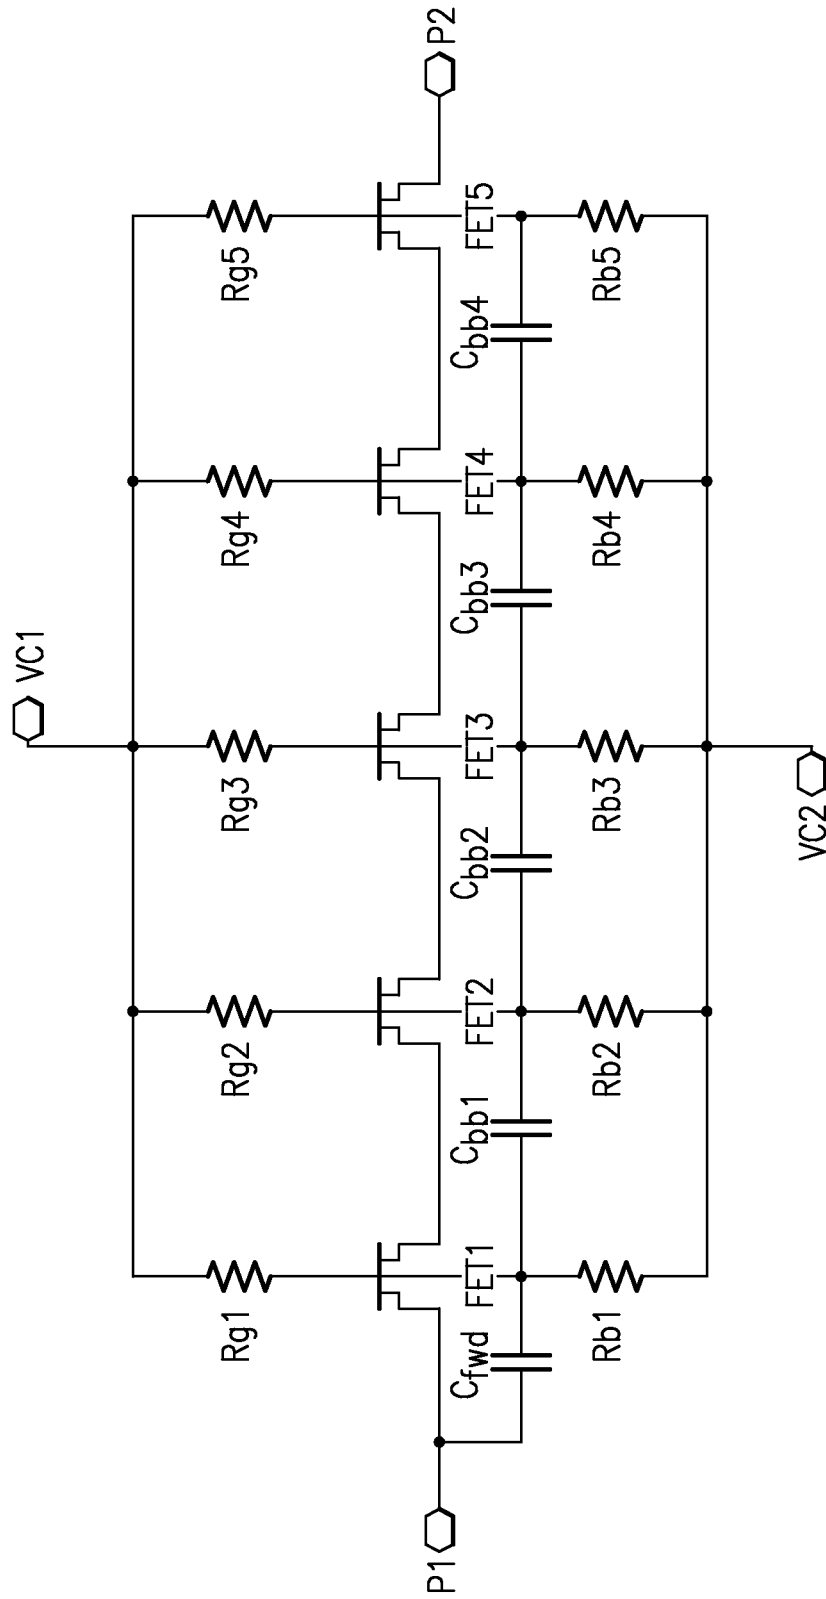 VC1
Rg1
Rg2
Rg3
Rg4
Rg5
P1
P2
FET1
FET2
FET3
FET4
FET5
Cfwd
Cbb1
Cbb2
Cbb3
Cbb4
Rb1
Rb2
Rb3
Rb4
Rb5
VC2